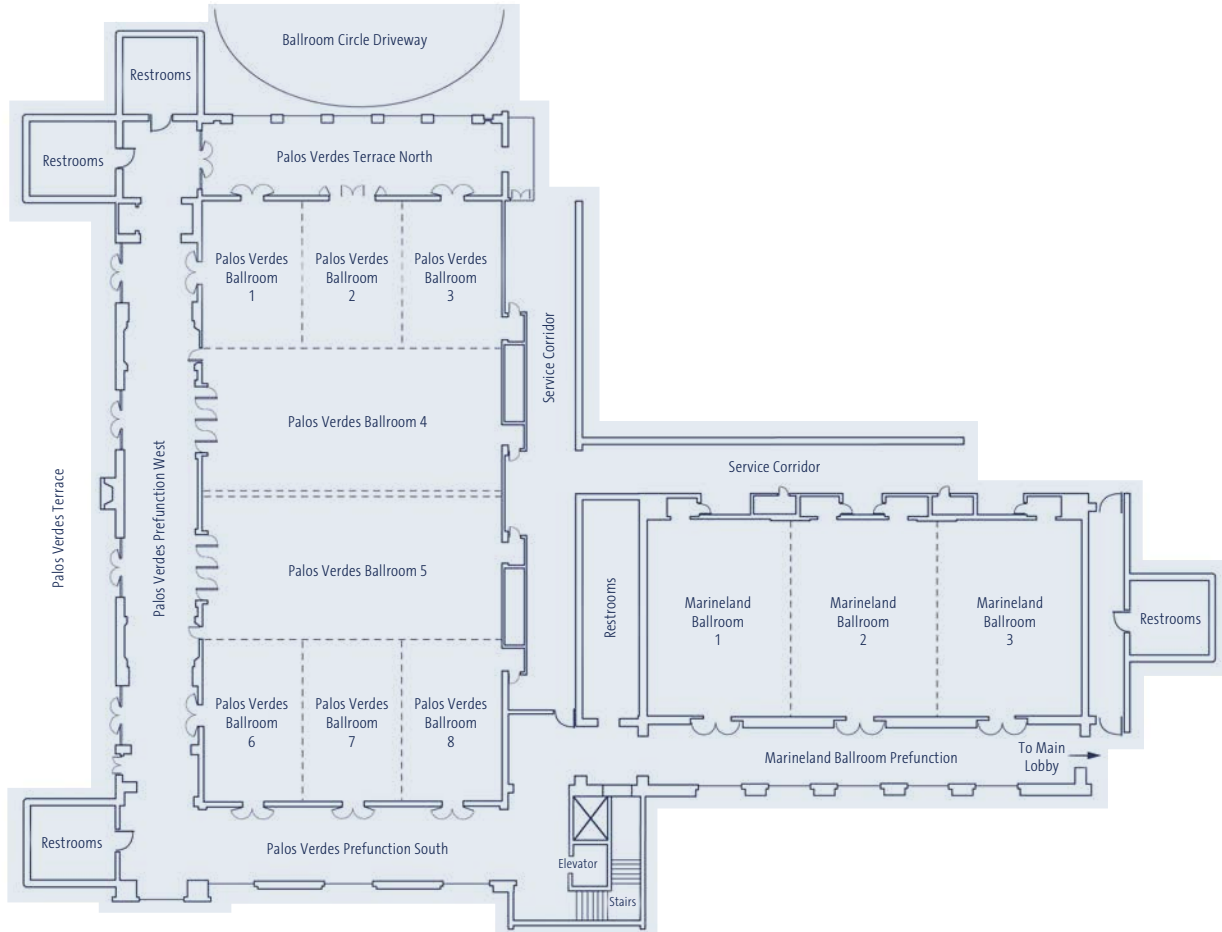 Ballroom Circle Driveway
Restrooms
Restrooms
Palos Verdes Terrace North
Palos Verdes
Ballroom
1
Palos Verdes
Ballroom
2
Palos Verdes
Ballroom
3
Service Corridor
Palos Verdes Ballroom 4
Palos Verdes Terrace
Palos Verdes Prefunction West
Service Corridor
Palos Verdes Ballroom 5
Restrooms
Marineland
Ballroom
1
Marineland
Ballroom
2
Marineland
Ballroom
3
Restrooms
Palos Verdes
Ballroom
6
Palos Verdes
Ballroom
7
Palos Verdes
Ballroom
8
Marineland Ballroom Prefunction
To Main
Lobby
Restrooms
Palos Verdes Prefunction South
Elevator
Stairs